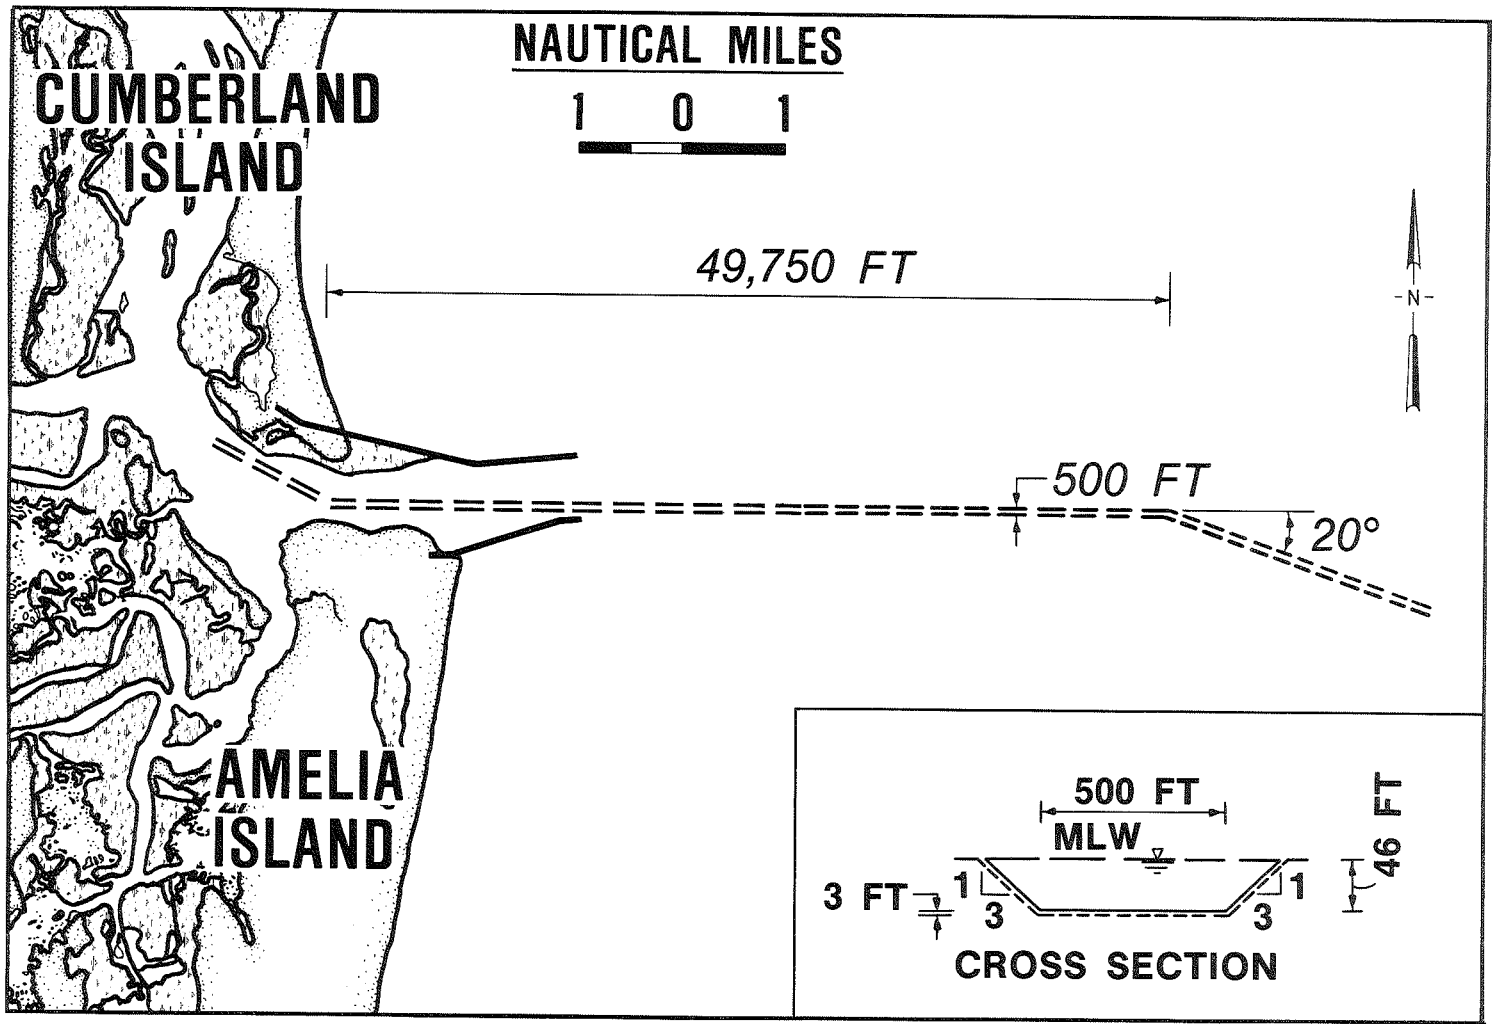 NAUTICAL MILES
1 0 1
CUMBERLAND
ISLAND
49,750 FT
-N-
500 FT
20°
AMELIA
ISLAND
500 FT
MLW
46 FT
3 FT
1
3
1
3
CROSS SECTION